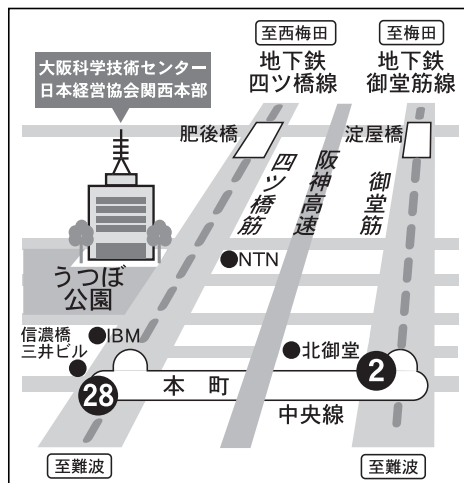 至西梅田
至梅田
大阪科学技術センター
日本経営協会関西本部
地下鉄
四ツ橋線
地下鉄
御堂筋線
肥後橋
淀屋橋
四ツ橋筋
阪神高速
御堂筋
NTN
うつぼ
公園
信濃橋
三井ビル
IBM
北御堂
2
28
本町
中央線
至難波
至難波